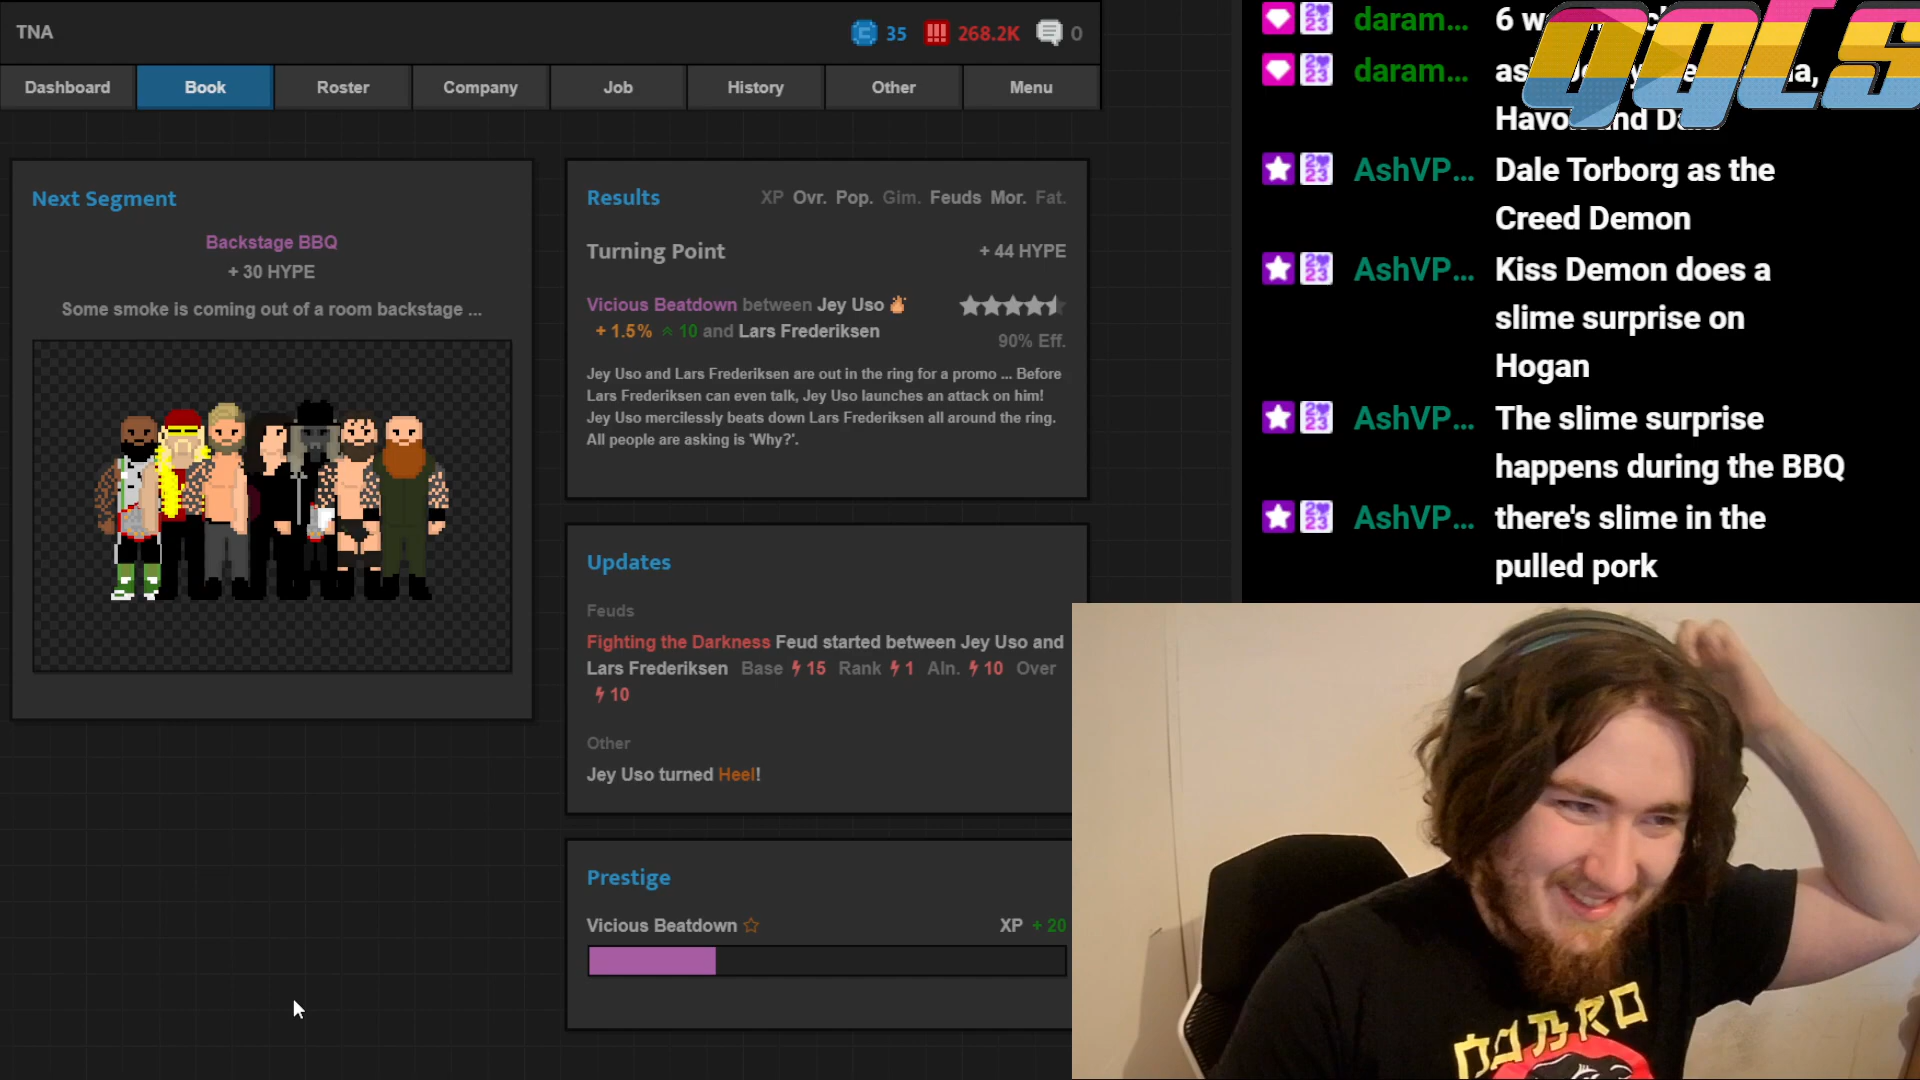 TNA
35
268.2K
0
Dashboard
Book
Roster
Company
Job
History
Other
Menu
Next Segment
Backstage BBQ
+ 30 HYPE
Some smoke is coming out of a room backstage ...
Results
XP Ovr. Pop. Gim. Feuds Mor. Fat.
Turning Point
+ 44 HYPE
Vicious Beatdown between Jey Uso
+ 1.5% 10 and Lars Frederiksen
90% Eff.
Jey Uso and Lars Frederiksen are out in the ring for a promo ... Before
Lars Frederiksen can even talk, Jey Uso launches an attack on him!
Jey Uso mercilessly beats down Lars Frederiksen all around the ring.
All people are asking is 'Why?'.
Updates
Feuds
Fighting the Darkness Feud started between Jey Uso and
Lars Frederiksen Base 15 Rank 1 Aln. 10 Over
10
Other
Jey Uso turned Heel!
Prestige
Vicious Beatdown
XP + 20
daram... 6
daram...
AshVP... Dale Torborg as the
Creed Demon
AshVP... Kiss Demon does a
slime surprise on
Hogan
AshVP... The slime surprise
happens during the BBQ
AshVP... there's slime in the
pulled pork